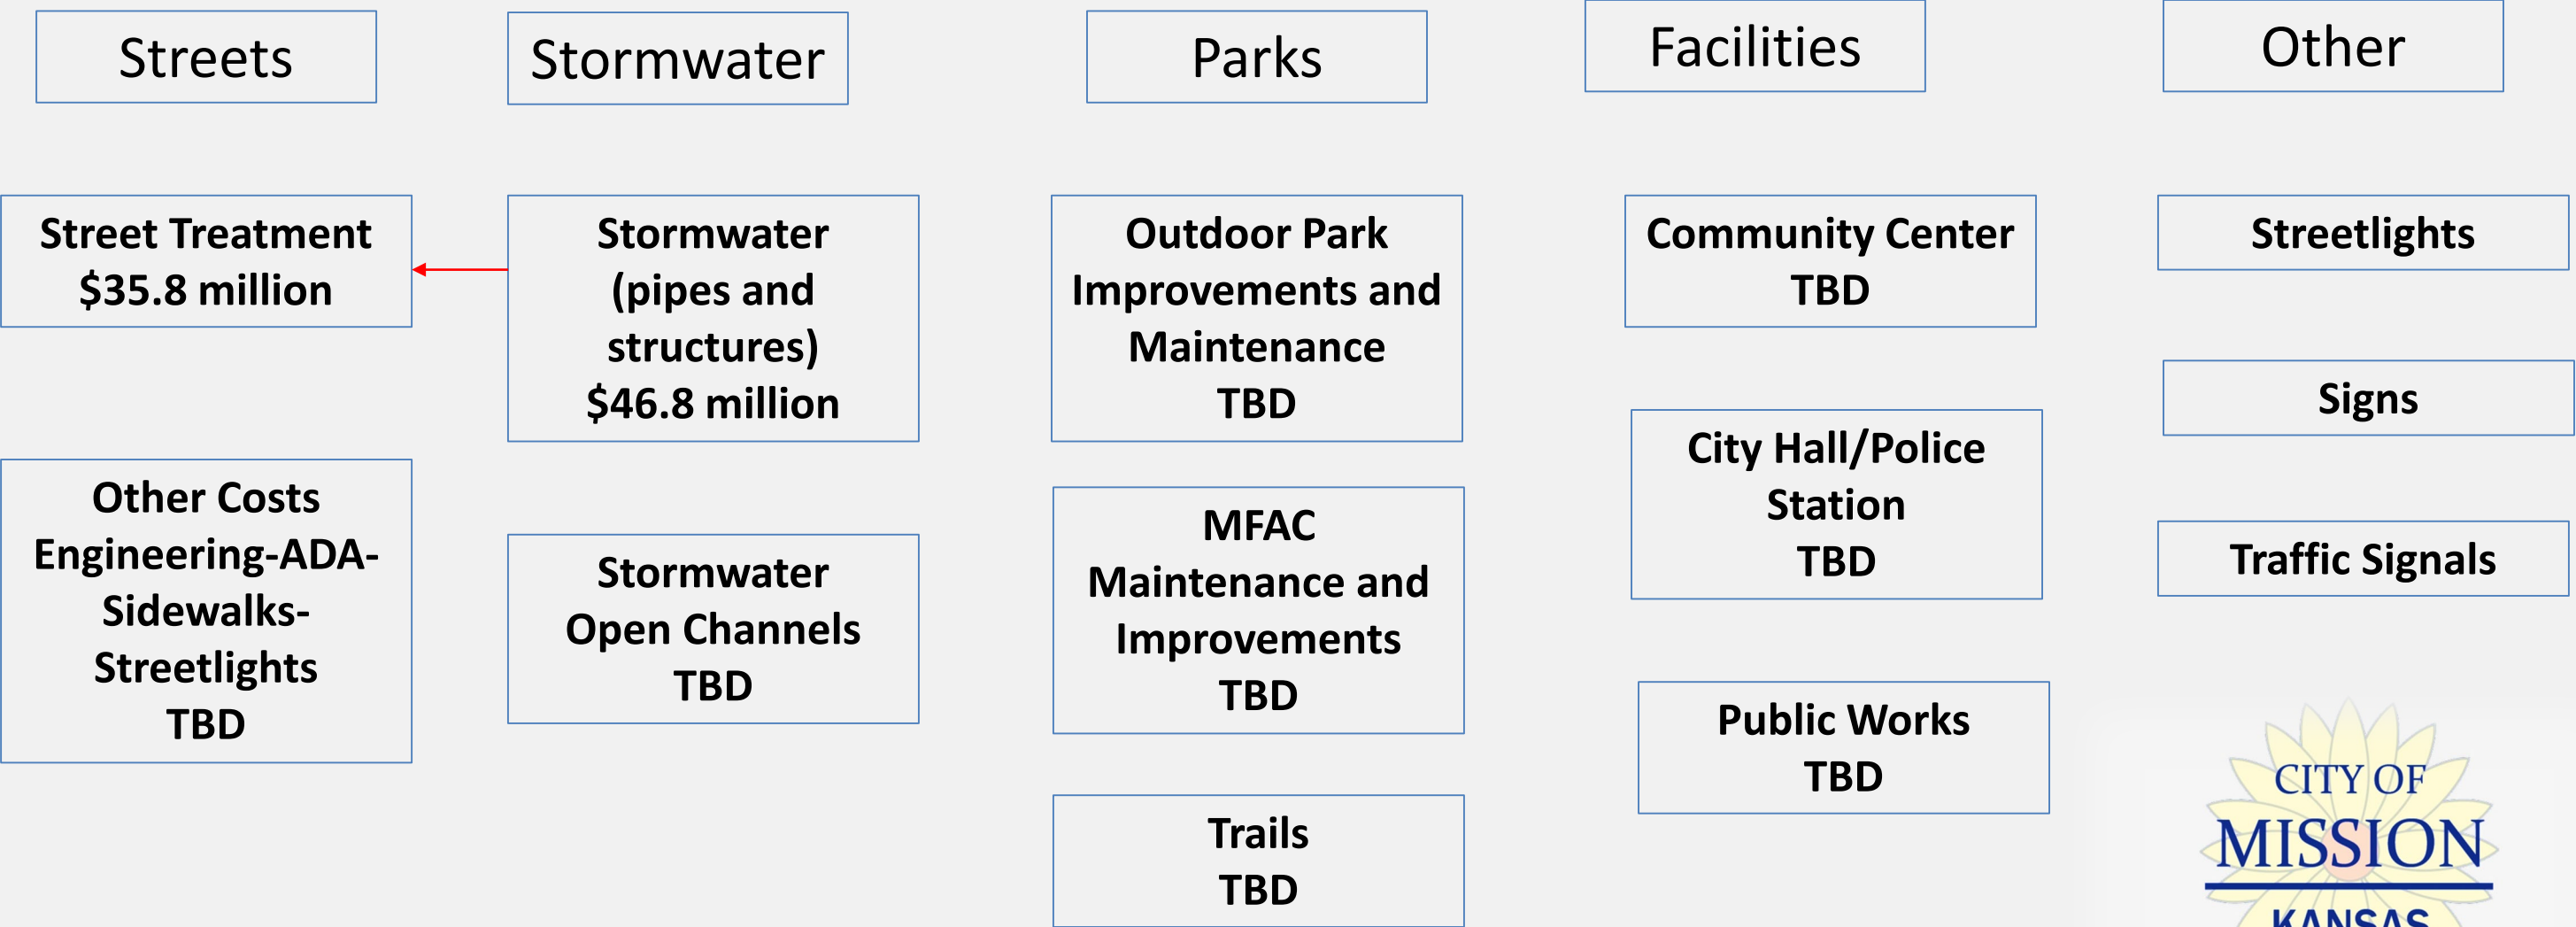 Streets
Stormwater
Parks
Facilities
Other
Street Treatment
$35.8 million
Other Costs
Engineering-ADA-
Sidewalks-
Streetlights
TBD
Stormwater
(pipes and
structures)
$46.8 million
Stormwater
Open Channels
TBD
Outdoor Park
Improvements and
Maintenance
TBD
MFAC
Maintenance and
Improvements
TBD
Trails
TBD
Community Center
TBD
City Hall/Police
Station
TBD
Public Works
TBD
Streetlights
Signs
Traffic Signals
CITY OF
MISSION
KANSAS